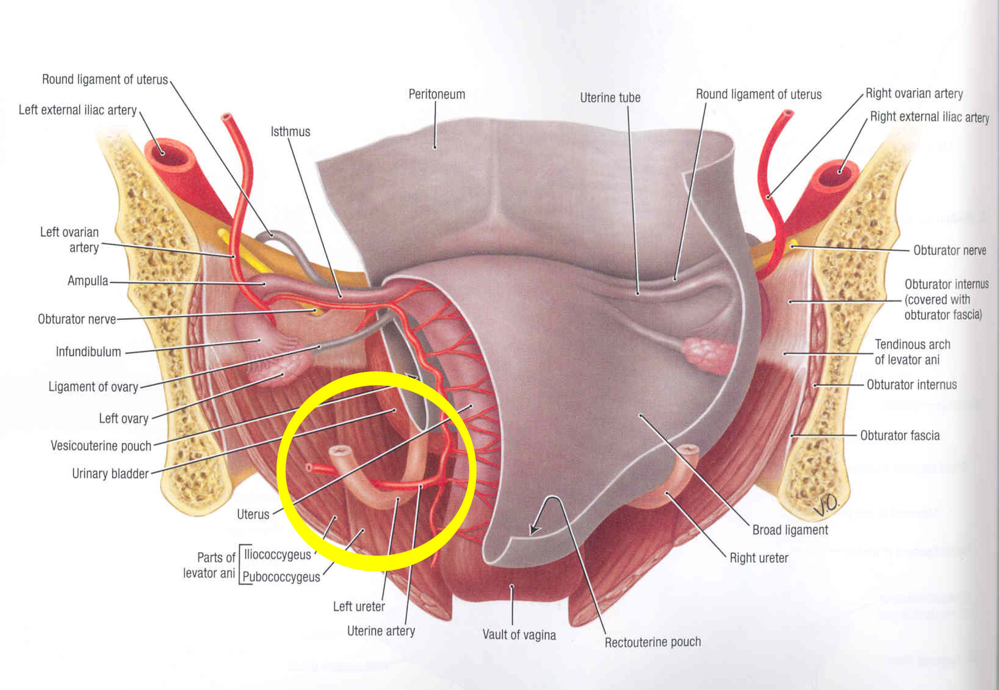 Round ligament of uterus
Left external iliac artery
Isthmus
Peritoneum
Uterine tube
Round ligament of uterus
Right ovarian artery
Right external iliac artery
Left ovarian
artery
Ampulla
Obturator nerve
Infundibulum
Ligament of ovary
Left ovary
Vesicouterine pouch
Urinary bladder
Uterus
Parts of
levator ani
Iliococcygeus
Pubococcygeus
Left ureter
Uterine artery
Vault of vagina
Rectouterine pouch
Obturator nerve
Obturator internus
(covered with
obturator fascia)
Tendinous arch
of levator ani
Obturator internus
Obturator fascia
V.O.
Broad ligament
Right ureter